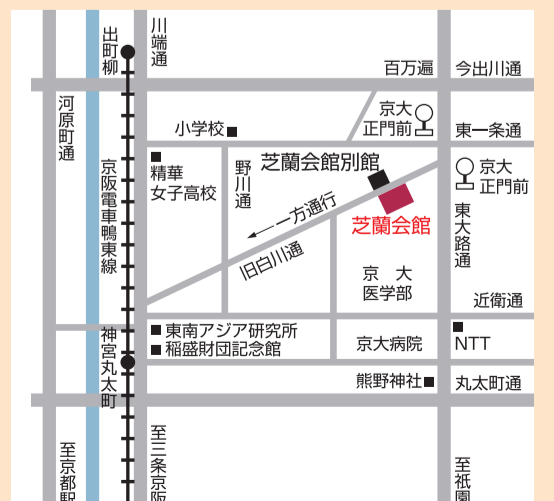 出町柳
川端通
百万遍
今出川通
河原町通
小学校
京大
正門前
東一条通
精華
女子高校
野川通
芝蘭会館別館
京大
正門前
京阪電車鴨東線
一方通行
芝蘭会館
東大路通
旧白川通
京 大
医学部
近衛通
神宮丸太町
東南アジア研究所
稲盛財団記念館
京大病院
NTT
熊野神社
丸太町通
至京都駅
至三条京阪
至祇園